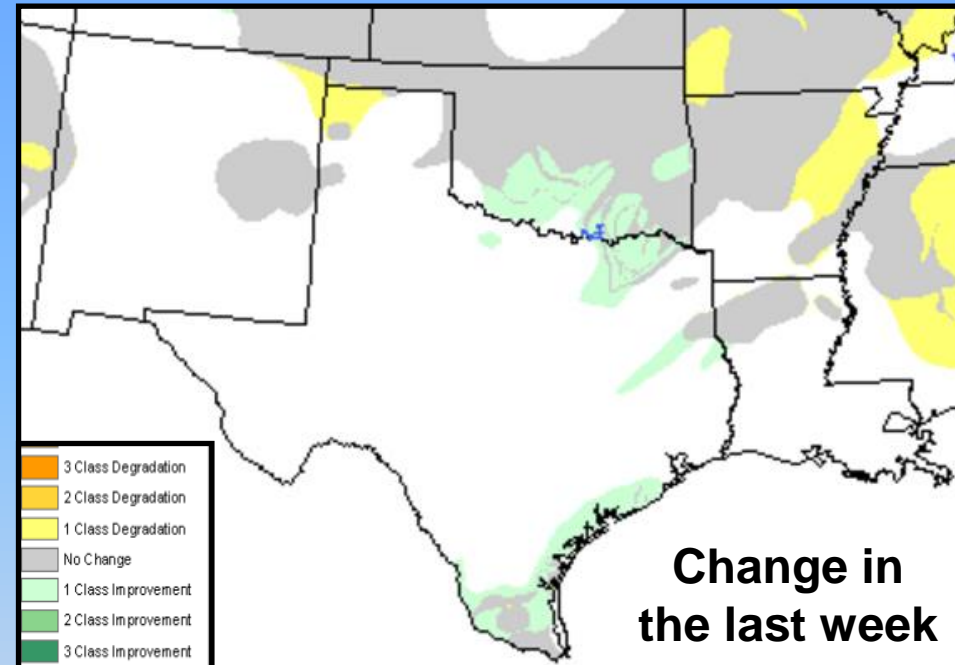 3 Class Degradation
2 Class Degradation
1 Class Degradation
No Change
1 Class Improvement
2 Class Improvement
3 Class Improvement
Change in
the last week